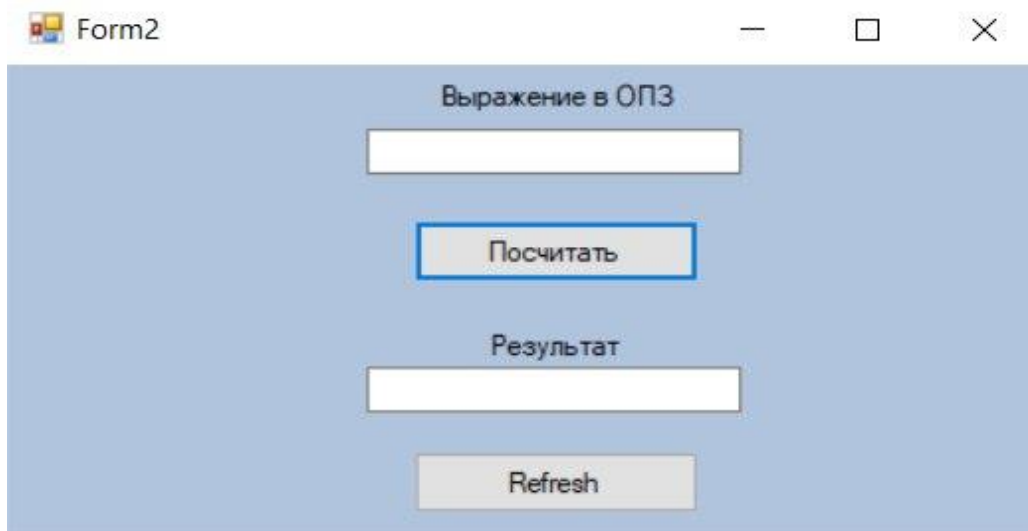 Form2
Выражение в ОПЗ
Посчитать
Результат
Refresh